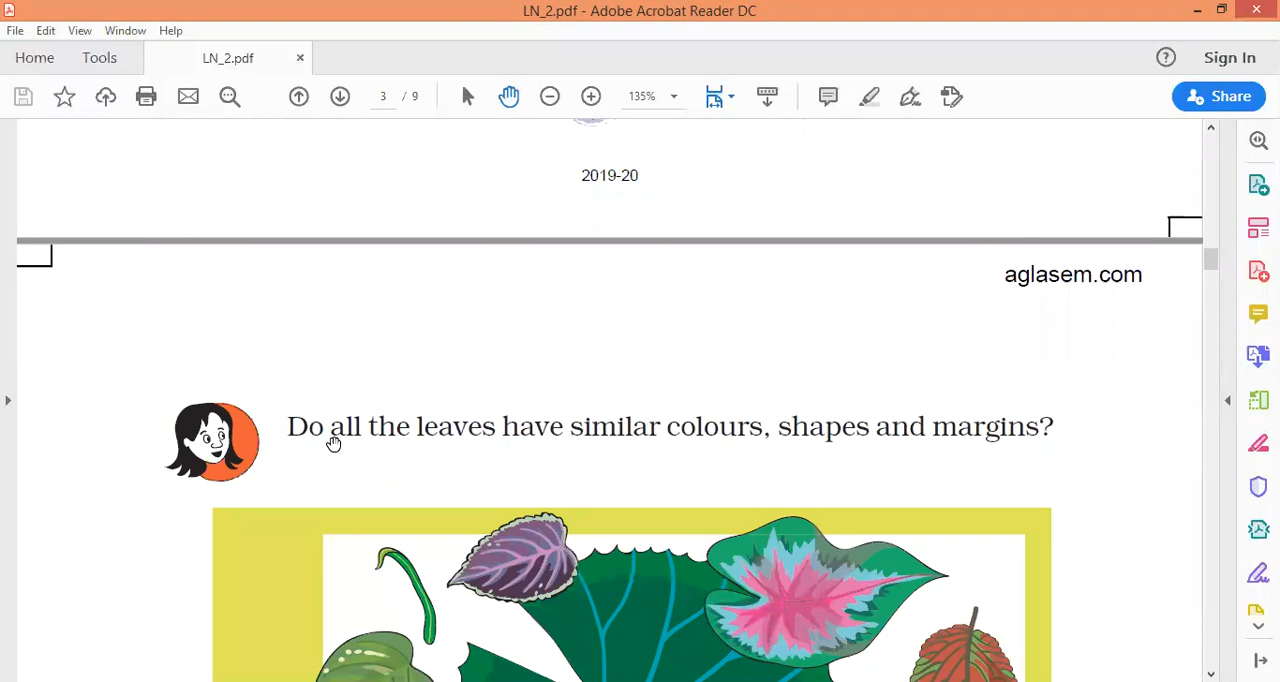 LN_2.pdf - Adobe Acrobat Reader DC
File Edit View Window Help
Home Tools LN_2.pdf × Sign In
3 / 9 135% Share
2019-20
aglasem.com
Do all the leaves have similar colours, shapes and margins?